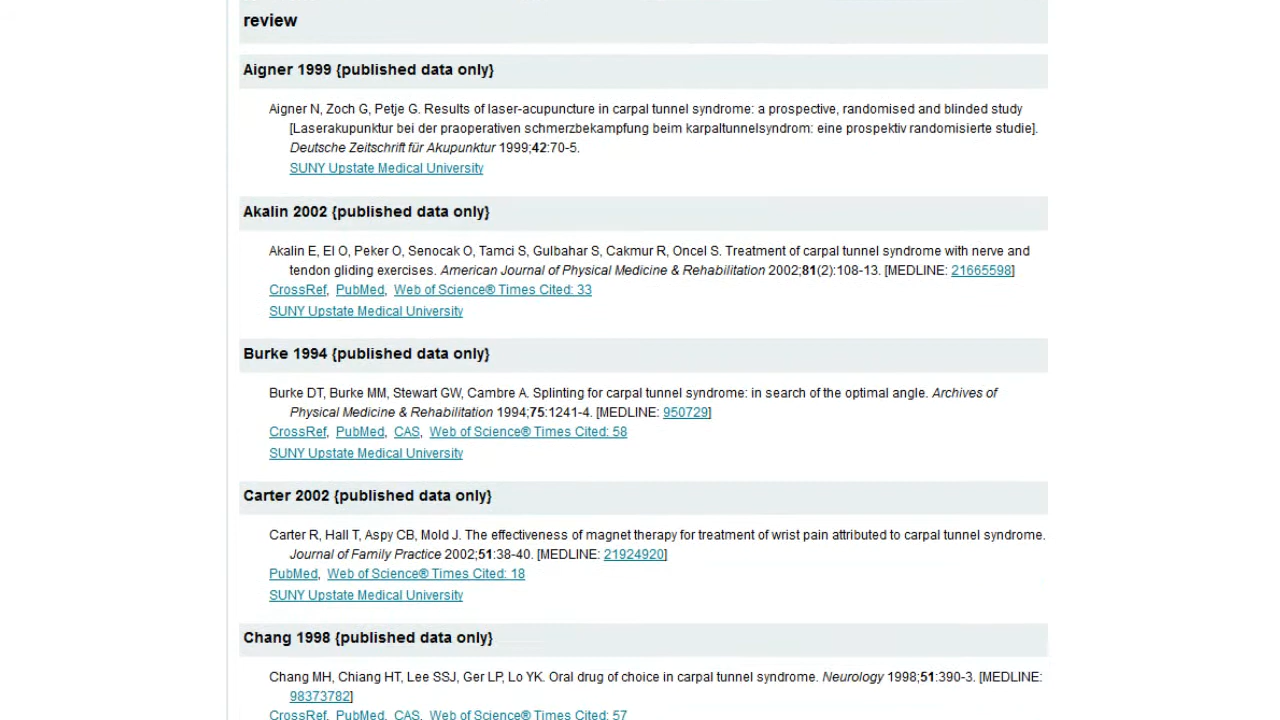 review
Aigner 1999 {published data only}
Aigner N, Zoch G, Petje G. Results of laser-acupuncture in carpal tunnel syndrome: a prospective, randomised and blinded study
[Laserakupunktur bei der praoperativen schmerzbekampfung beim karpaltunnelsyndrom: eine prospektiv randomisierte studie].
Deutsche Zeitschrift für Akupunktur 1999;42:70-5.
SUNY Upstate Medical University
Akalin 2002 {published data only}
Akalin E, El O, Peker O, Senocak O, Tamci S, Gulbahar S, Cakmur R, Oncel S. Treatment of carpal tunnel syndrome with nerve and
tendon gliding exercises. American Journal of Physical Medicine & Rehabilitation 2002;81(2):108-13. [MEDLINE: 21665598]
CrossRef, PubMed, Web of Science® Times Cited: 33
SUNY Upstate Medical University
Burke 1994 {published data only}
Burke DT, Burke MM, Stewart GW, Cambre A. Splinting for carpal tunnel syndrome: in search of the optimal angle. Archives of
Physical Medicine & Rehabilitation 1994;75:1241-4. [MEDLINE: 950729]
CrossRef, PubMed, CAS, Web of Science® Times Cited: 58
SUNY Upstate Medical University
Carter 2002 {published data only}
Carter R, Hall T, Aspy CB, Mold J. The effectiveness of magnet therapy for treatment of wrist pain attributed to carpal tunnel syndrome.
Journal of Family Practice 2002;51:38-40. [MEDLINE: 21924920]
PubMed, Web of Science® Times Cited: 18
SUNY Upstate Medical University
Chang 1998 {published data only}
Chang MH, Chiang HT, Lee SSJ, Ger LP, Lo YK. Oral drug of choice in carpal tunnel syndrome. Neurology 1998;51:390-3. [MEDLINE:
98373782]
CrossRef, PubMed, CAS, Web of Science® Times Cited: 57